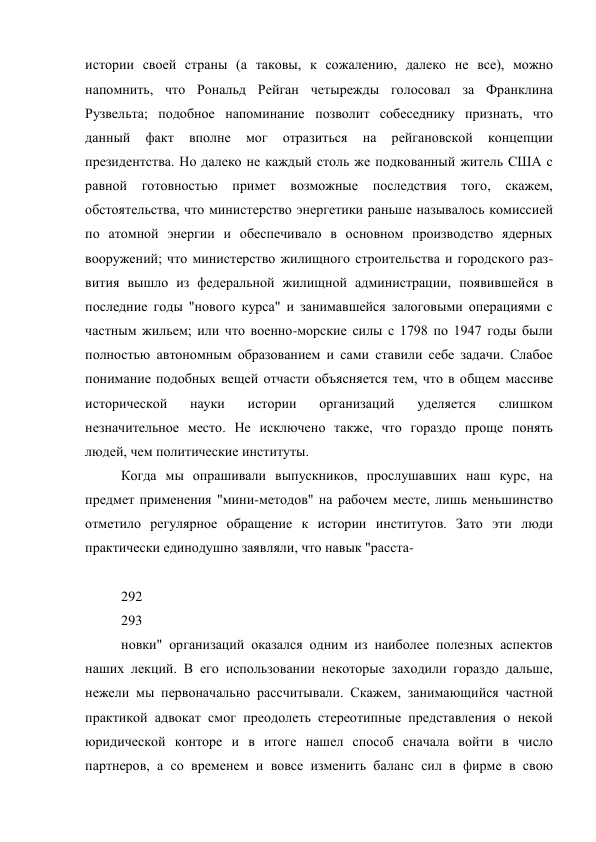 истории своей страны (а таковы, к сожалению, далеко не все), можно
напомнить, что Рональд Рейган четырежды голосовал за Франклина
Рузвельта; подобное напоминание позволит собеседнику признать, что
данный факт вполне мог отразиться на рейгановской концепции
президентства. Но далеко не каждый столь же подкованный житель США с
равной готовностью примет возможные последствия того, скажем,
обстоятельства, что министерство энергетики раньше называлось комиссией
по атомной энергии и обеспечивало в основном производство ядерных
вооружений; что министерство жилищного строительства и городского раз-
вития вышло из федеральной жилищной администрации, появившейся в
последние годы "нового курса" и занимавшейся залоговыми операциями с
частным жильем; или что военно-морские силы с 1798 по 1947 годы были
полностью автономным образованием и сами ставили себе задачи. Слабое
понимание подобных вещей отчасти объясняется тем, что в общем массиве
исторической науки истории организаций уделяется слишком
незначительное место. Не исключено также, что гораздо проще понять
людей, чем политические институты.
Когда мы опрашивали выпускников, прослушавших наш курс, на
предмет применения "мини-методов" на рабочем месте, лишь меньшинство
отметило регулярное обращение к истории институтов. Зато эти люди
практически единодушно заявляли, что навык "расста-
292
293
новки" организаций оказался одним из наиболее полезных аспектов
наших лекций. В его использовании некоторые заходили гораздо дальше,
нежели мы первоначально рассчитывали. Скажем, занимающийся частной
практикой адвокат смог преодолеть стереотипные представления о некой
юридической конторе и в итоге нашел способ сначала войти в число
партнеров, а со временем и вовсе изменить баланс сил в фирме в свою